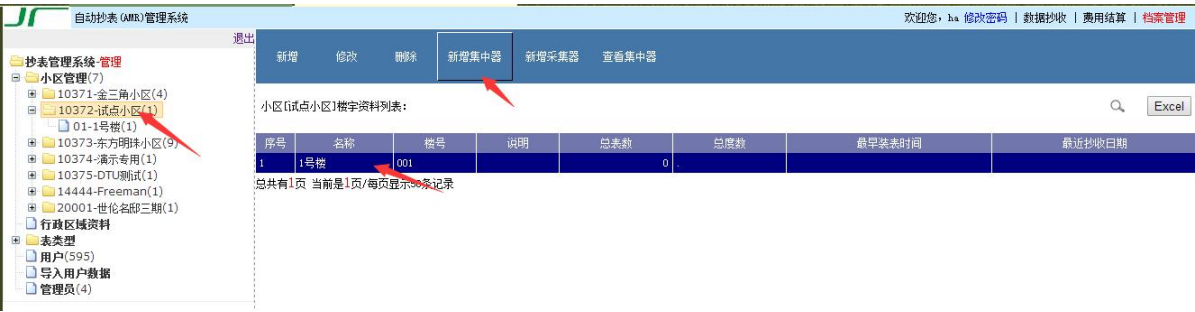 自动抄表(AMR)管理系统
欢迎您, ha 修改密码 | 数据抄收 | 费用结算 | 档案管理
退出
抄表管理系统-管理
小区管理(7)
10371-金三角小区(4)
10372-试点小区(1)
01-1号楼(1)
10373-东方明珠小区(9)
10374-演示专用(1)
10375-DTU测试(1)
14444-Freeman(1)
20001-世伦名邸三期(1)
行政区域资料
表类型
用户(595)
导入用户数据
管理员(4)
新增 修改 删除 新增集中器 新增采集器 查看集中器
小区[试点小区]楼宇资料列表:
Excel
序号 名称 楼号 说明 总表数 总度数 最早装表时间 最近抄收日期
1 1号楼 001 0 .
总共有1页 当前是1页/每页显示50条记录